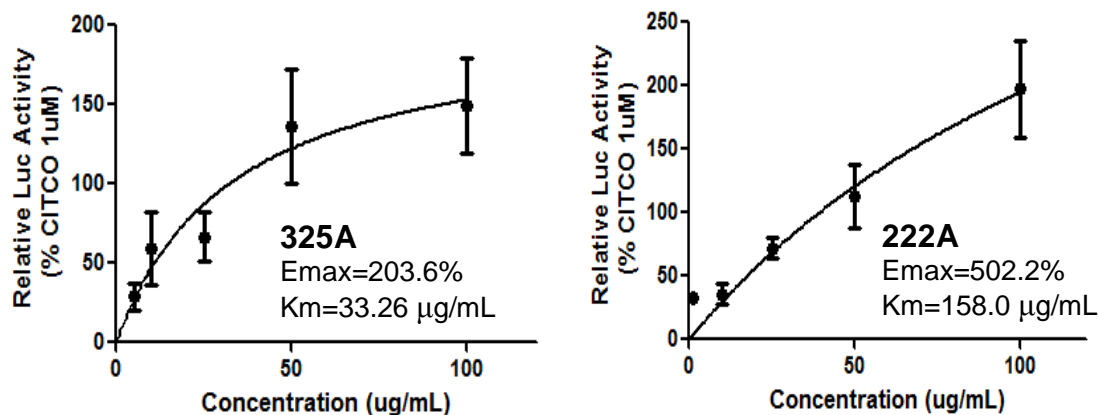 Relative Luc Activity
(% CITCO 1uM)
200
150
100
50
0
325A
Emax=203.6%
Km=33.26 μg/mL
0
50
100
Concentration (ug/mL)
Relative Luc Activity
(% CITCO 1uM)
250
200
150
100
50
0
222A
Emax=502.2%
Km=158.0 μg/mL
0
50
100
Concentration (ug/mL)